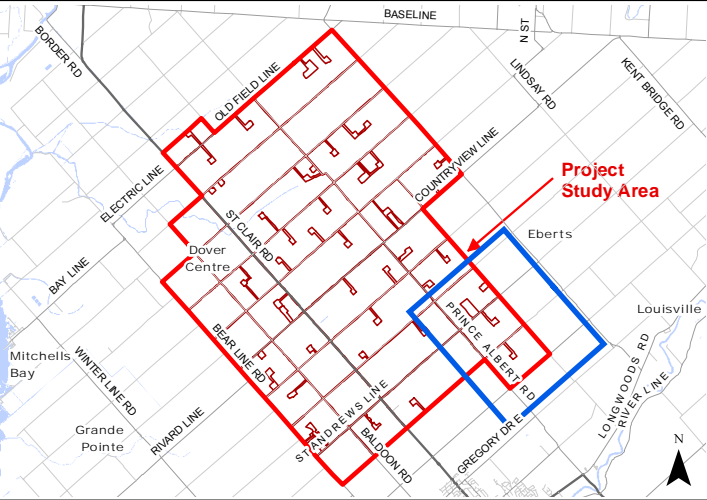 BASELINE
BORDER RD
N ST
LINDSAY RD
KENT BRIDGE RD
OLD FIELD LINE
COUNTRYVIEW LINE
Project
Study Area
ELECTRIC LINE
ST CLAIR RD
Eberts
Dover
Centre
BAY LINE
PRINCE ALBERT RD
Louisville
Mitchells
Bay
WINTER LINE RD
BEAR LINE RD
LONGWOODS RD
RIVER LINE
Grande
Pointe
RIVARD LINE
ST ANDREWS LINE
BALDOON RD
GREGORY DR E
N